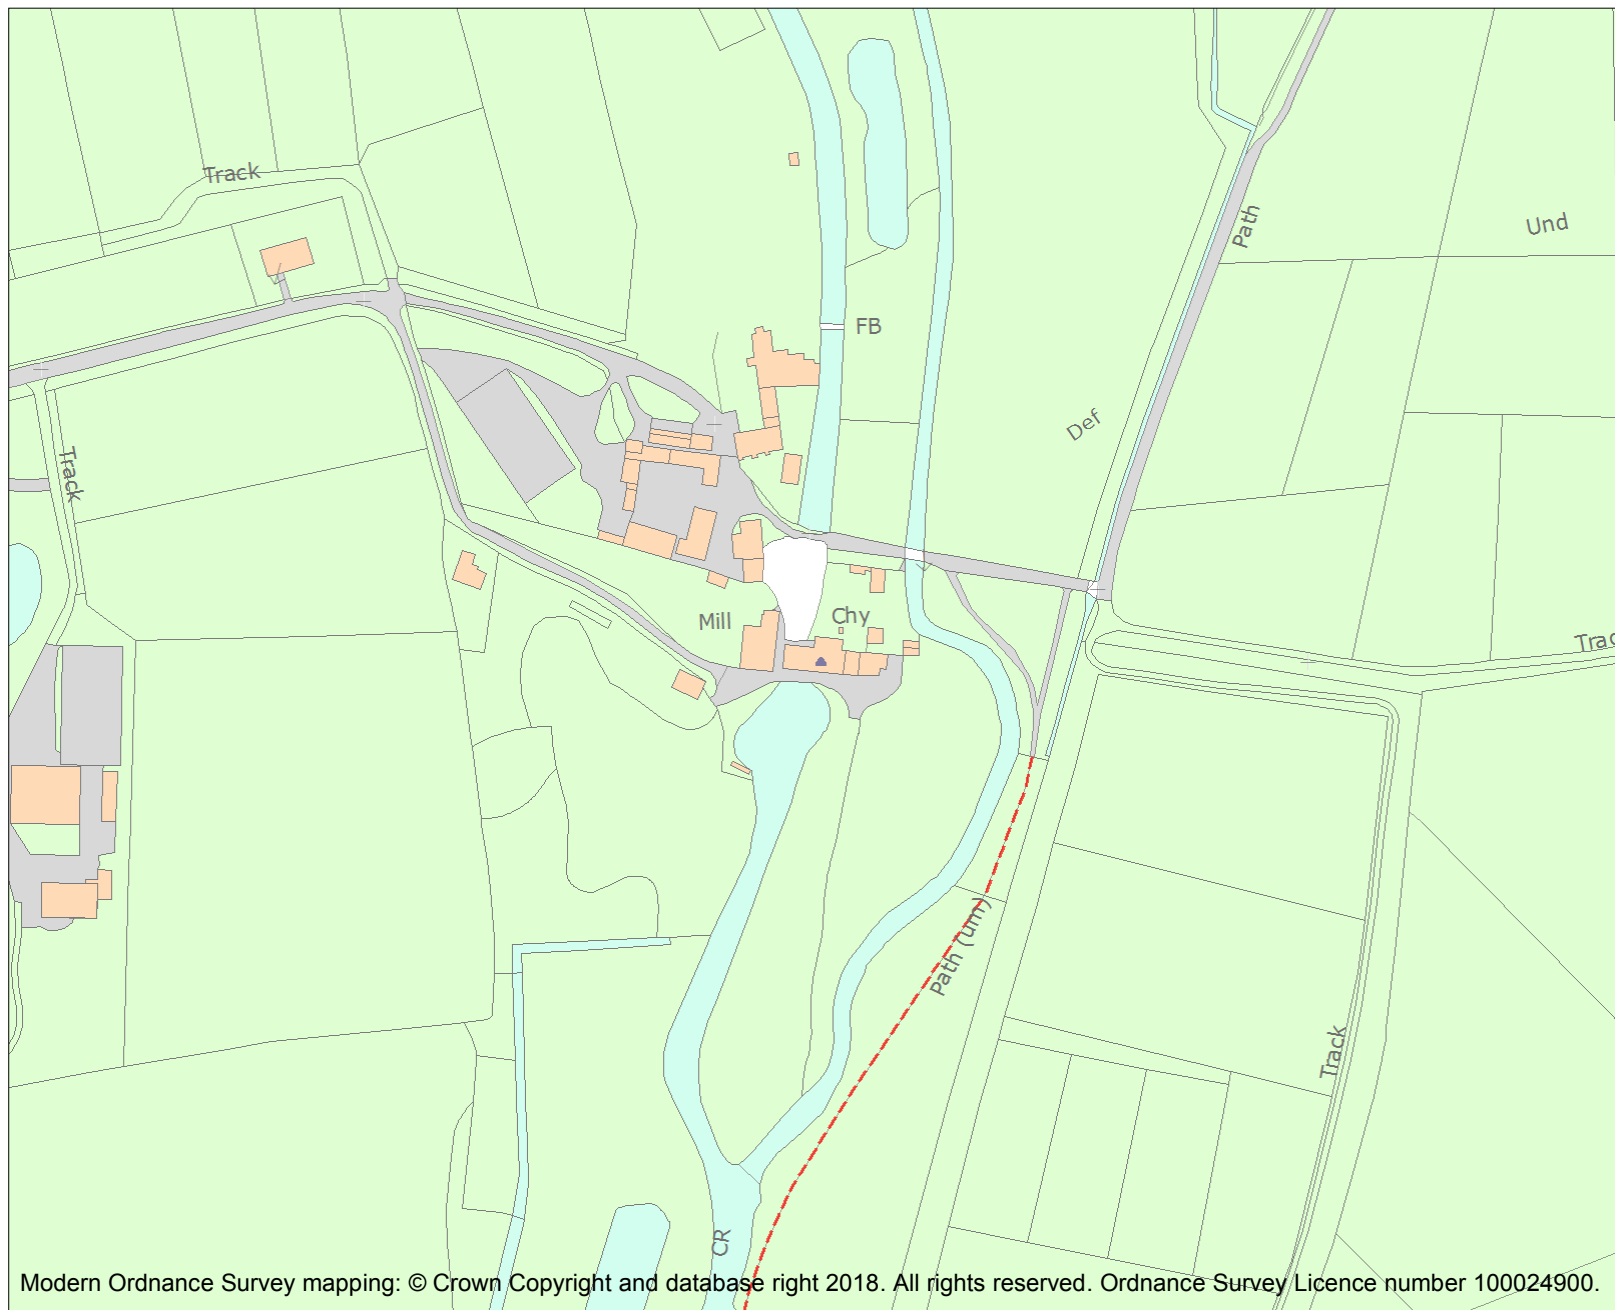 Track
Path
Und
FB
Def
Track
Mill
Chy
Trac
Path (um)
Track
CR
Modern Ordnance Survey mapping: © Crown Copyright and database right 2018. All rights reserved. Ordnance Survey Licence number 100024900.